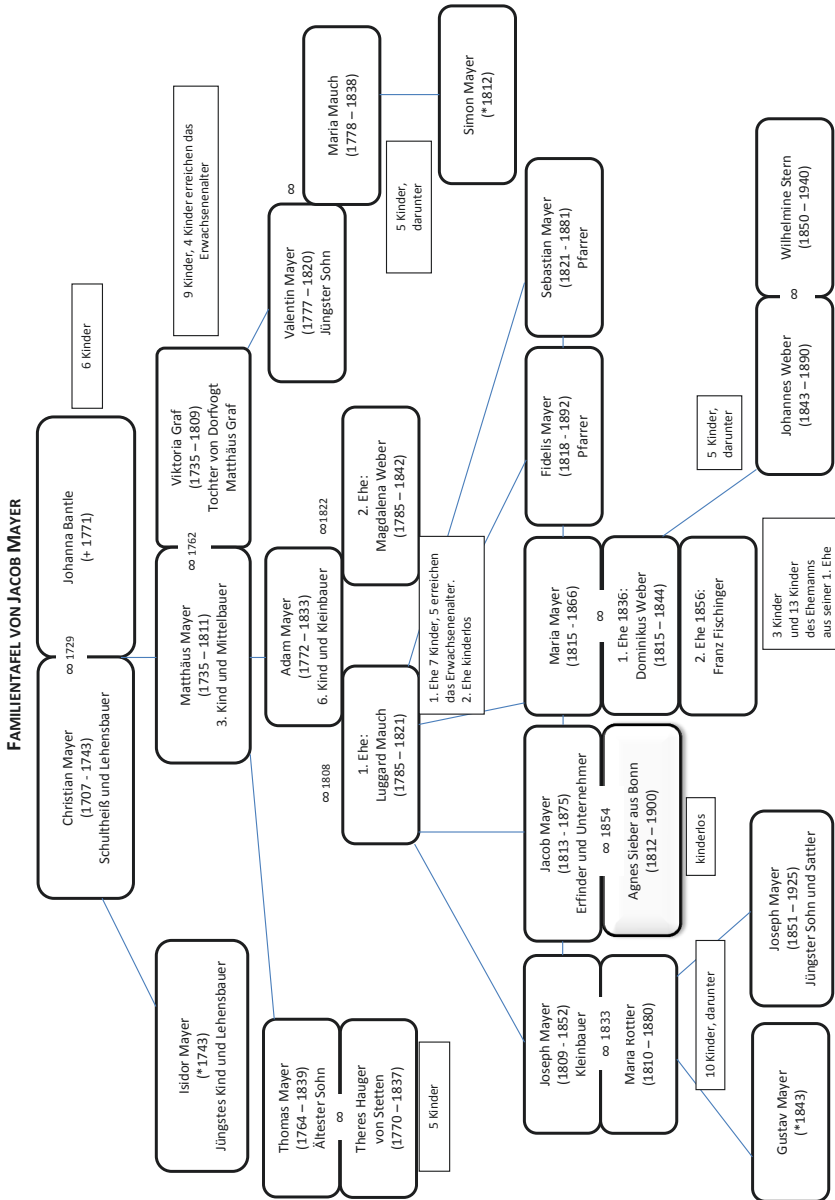 FAMILIENTAFEL VON JACOB MAYER
Christian Mayer
(1707 - 1743)
Schultheiß und Lehensbauer
∞ 1729
Johanna Bantle
(+ 1771)
6 Kinder
Isidor Mayer
(*1743)
Jüngstes Kind und Lehensbauer
Matthäus Mayer
(1735 – 1811)
3. Kind und Mittelbauer
∞ 1762
Viktoria Graf
(1735 – 1809)
Tochter von Dorfvogt
Matthäus Graf
9 Kinder, 4 Kinder erreichen das
Erwachsenenalter
Thomas Mayer
(1764 – 1839)
Ältester Sohn
∞
Theres Hauger
von Stetten
(1770 – 1837)
5 Kinder
Adam Mayer
(1772 – 1833)
6. Kind und Kleinbauer
∞ 1808
∞ 1822
1. Ehe:
Luggard Mauch
(1785 – 1821)
2. Ehe:
Magdalena Weber
(1785 – 1842)
1. Ehe 7 Kinder, 5 erreichen
das Erwachsenenalter.
2. Ehe kinderlos
Valentin Mayer
(1777 – 1820)
Jüngster Sohn
∞
Maria Mauch
(1778 – 1838)
5 Kinder,
darunter
Simon Mayer
(*1812)
Joseph Mayer
(1809 - 1852)
Kleinbauer
∞ 1833
Maria Rottler
(1810 – 1880)
10 Kinder, darunter
Gustav Mayer
(*1843)
Joseph Mayer
(1851 – 1925)
Jüngster Sohn und Sattler
Jacob Mayer
(1813 - 1875)
Erfinder und Unternehmer
∞ 1854
Agnes Sieber aus Bonn
(1812 – 1900)
kinderlos
Maria Mayer
(1815 - 1866)
∞
1. Ehe 1836:
Dominikus Weber
(1815 – 1844)
2. Ehe 1856:
Franz Fischinger
3 Kinder
und 13 Kinder
des Ehemanns
aus seiner 1. Ehe
Fidelis Mayer
(1818 - 1892)
Pfarrer
Sebastian Mayer
(1821 - 1881)
Pfarrer
5 Kinder,
darunter
Johannes Weber
(1843 – 1890)
∞
Wilhelmine Stern
(1850 – 1940)